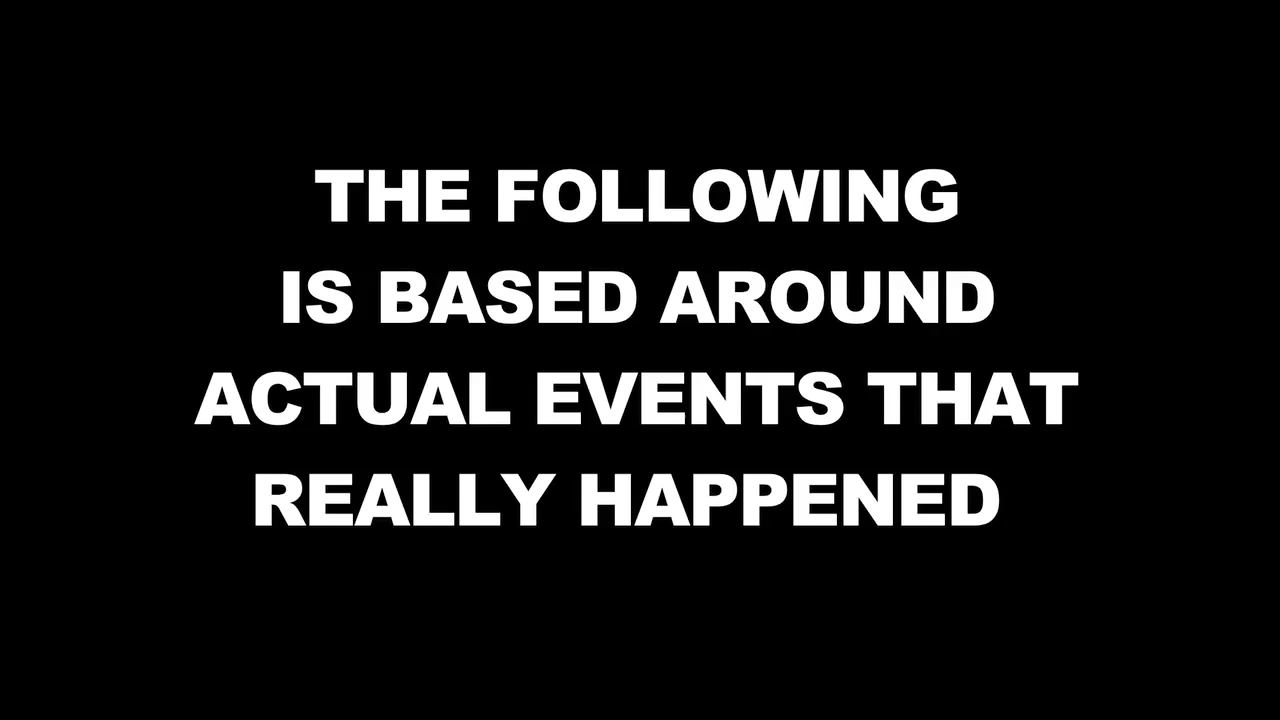 THE FOLLOWING
IS BASED AROUND
ACTUAL EVENTS THAT
REALLY HAPPENED